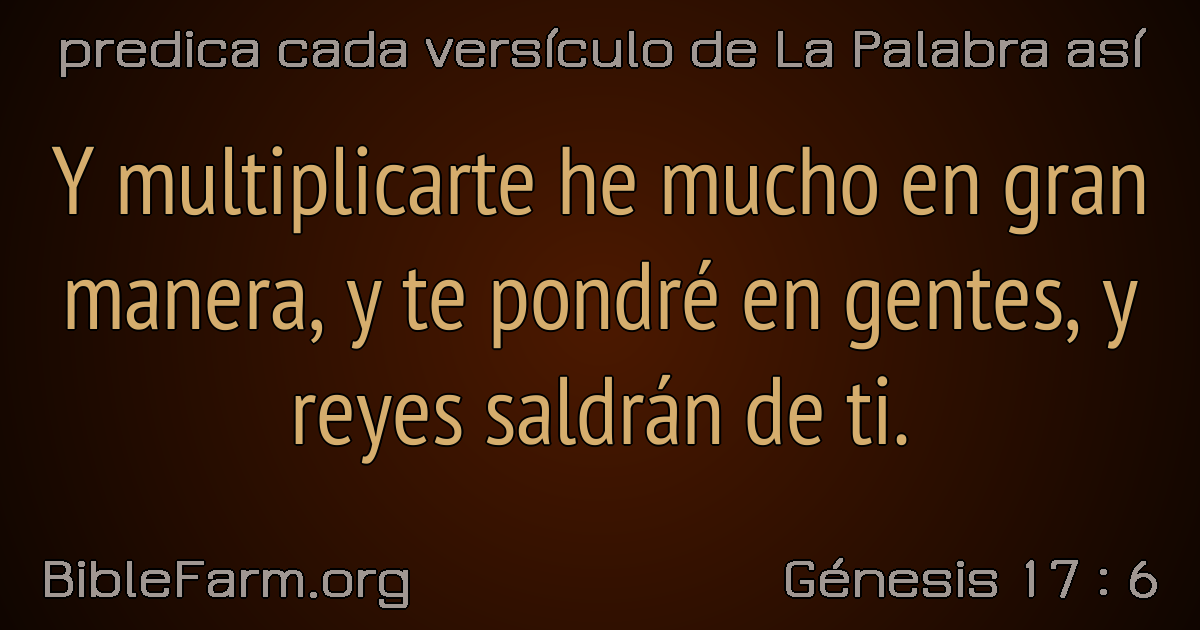 predica cada versículo de La Palabra así
Y multiplicarte he mucho en gran
manera, y te pondré en gentes, y
reyes saldrán de ti.
BibleFarm.org
Génesis 17 : 6